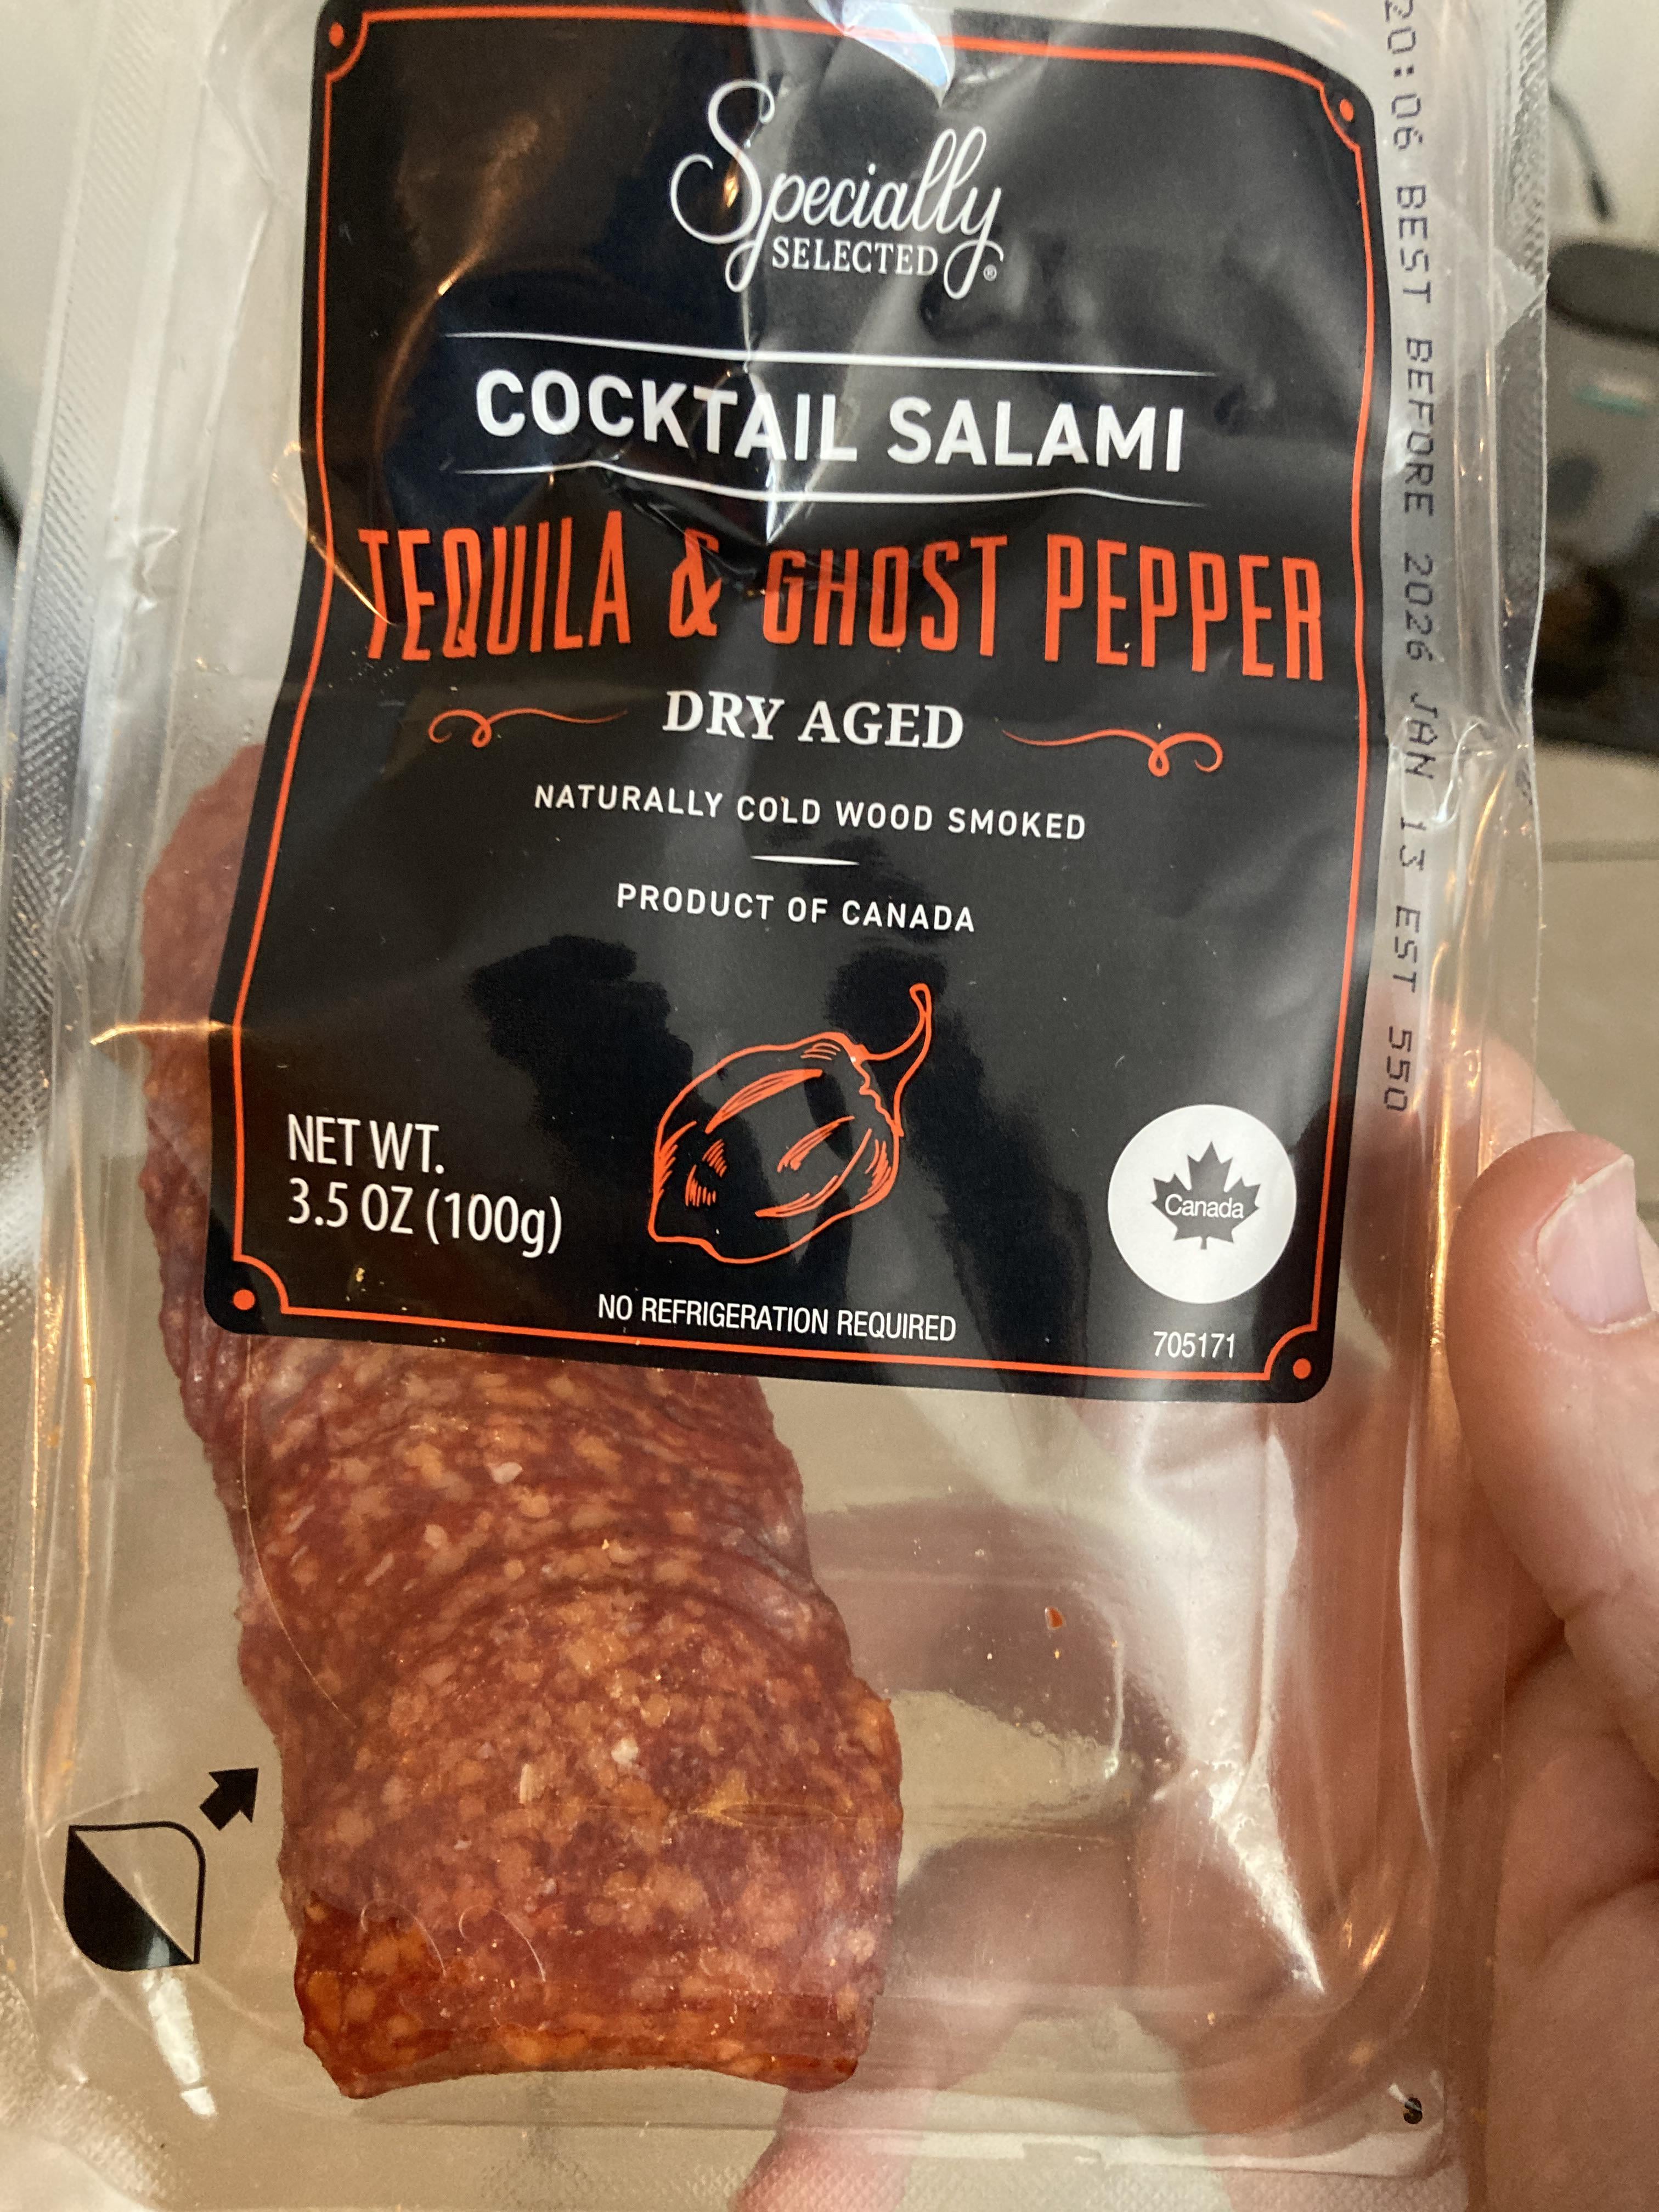 Specially
SELECTED®
COCKTAIL SALAMI
TEQUILA & GHOST PEPPER
DRY AGED
NATURALLY COLD WOOD SMOKED
PRODUCT OF CANADA
NET WT.
3.5 OZ (100g)
Canada
NO REFRIGERATION REQUIRED
705171
20:06 BEST BEFORE 2026 JAN 13 EST 550